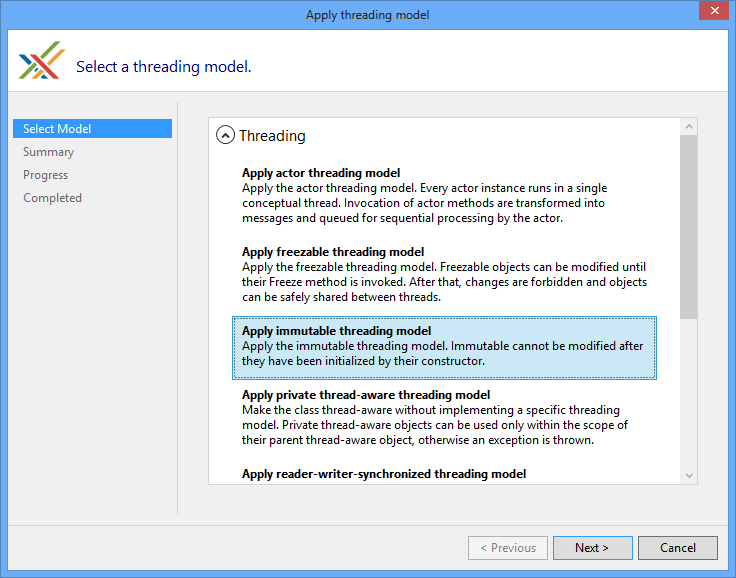 Apply threading model
Select a threading model.
Select Model
Summary
Progress
Completed
Threading
Apply actor threading model
Apply the actor threading model. Every actor instance runs in a single
conceptual thread. Invocation of actor methods are transformed into
messages and queued for sequential processing by the actor.
Apply freezable threading model
Apply the freezable threading model. Freezable objects can be modified until
their Freeze method is invoked. After that, changes are forbidden and objects
can be safely shared between threads.
Apply immutable threading model
Apply the immutable threading model. Immutable cannot be modified after
they have been initialized by their constructor.
Apply private thread-aware threading model
Make the class thread-aware without implementing a specific threading
model. Private thread-aware objects can be used only within the scope of
their parent thread-aware object, otherwise an exception is thrown.
Apply reader-writer-synchronized threading model
< Previous
Next >
Cancel